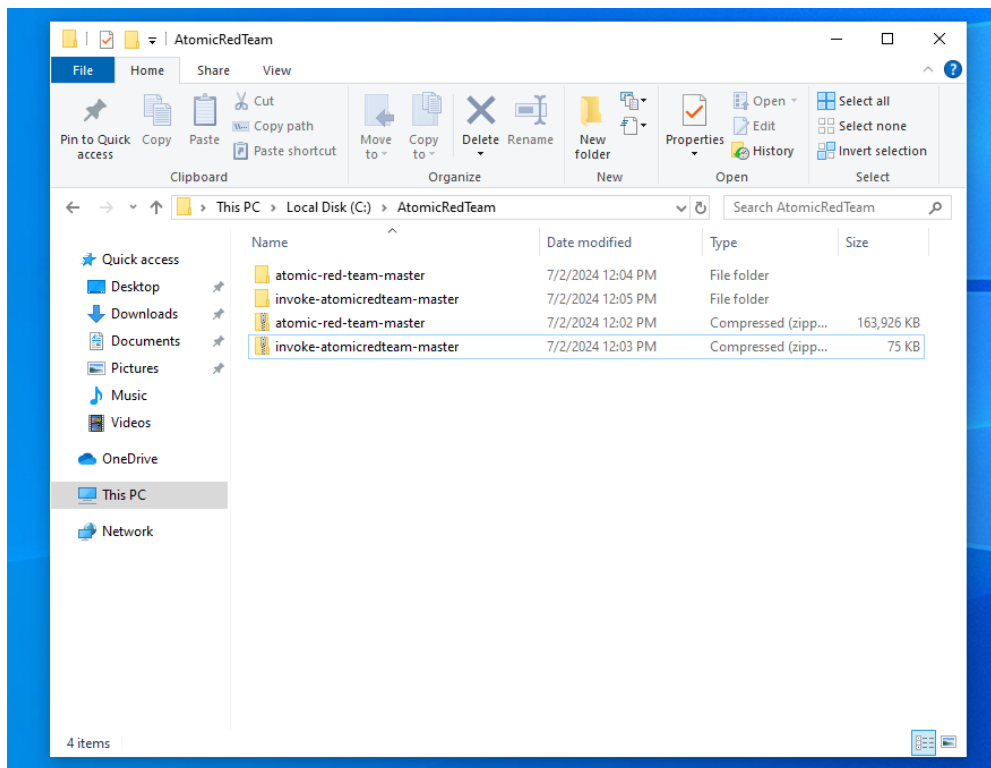 AtomicRedTeam
File Home Share View
Pin to Quick access
Copy
Paste
Cut
Copy path
Paste shortcut
Clipboard
Move to
Copy to
Delete
Rename
Organize
New folder
New
Properties
Open
Edit
History
Open
Select all
Select none
Invert selection
Select
This PC > Local Disk (C:) > AtomicRedTeam
Search AtomicRedTeam
Quick access
Desktop
Downloads
Documents
Pictures
Music
Videos
OneDrive
This PC
Network
Name Date modified Type Size
atomic-red-team-master 7/2/2024 12:04 PM File folder
invoke-atomicredteam-master 7/2/2024 12:05 PM File folder
atomic-red-team-master 7/2/2024 12:02 PM Compressed (zipp... 163,926 KB
invoke-atomicredteam-master 7/2/2024 12:03 PM Compressed (zipp... 75 KB
4 items